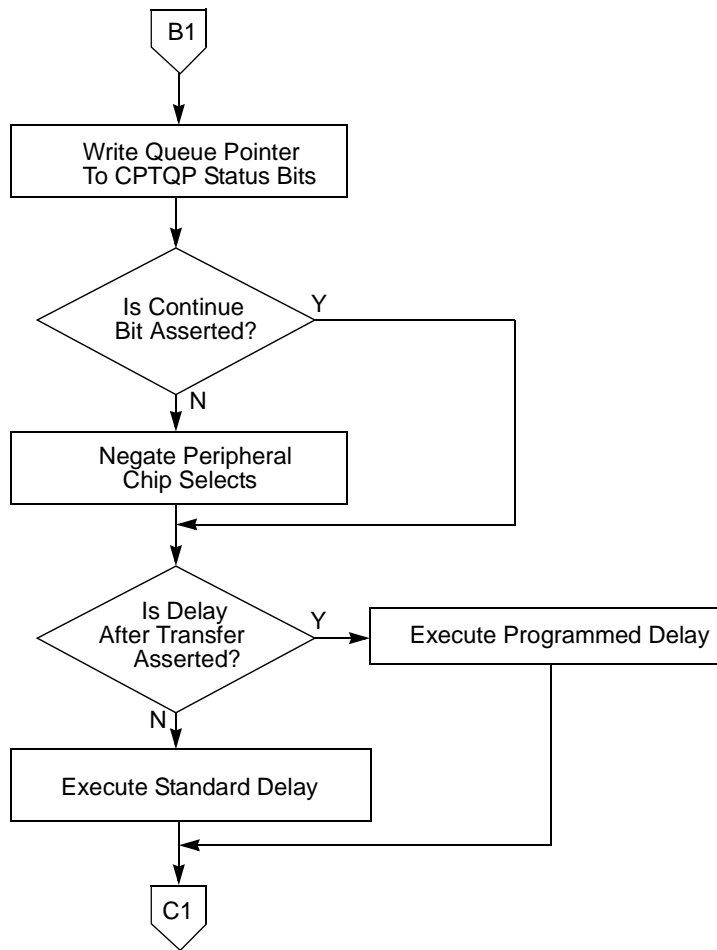 B1
Write Queue Pointer
To CPTQP Status Bits
Is Continue
Bit Asserted?
Y
N
Negate Peripheral
Chip Selects
Is Delay
After Transfer
Asserted?
Y
Execute Programmed Delay
N
Execute Standard Delay
C1